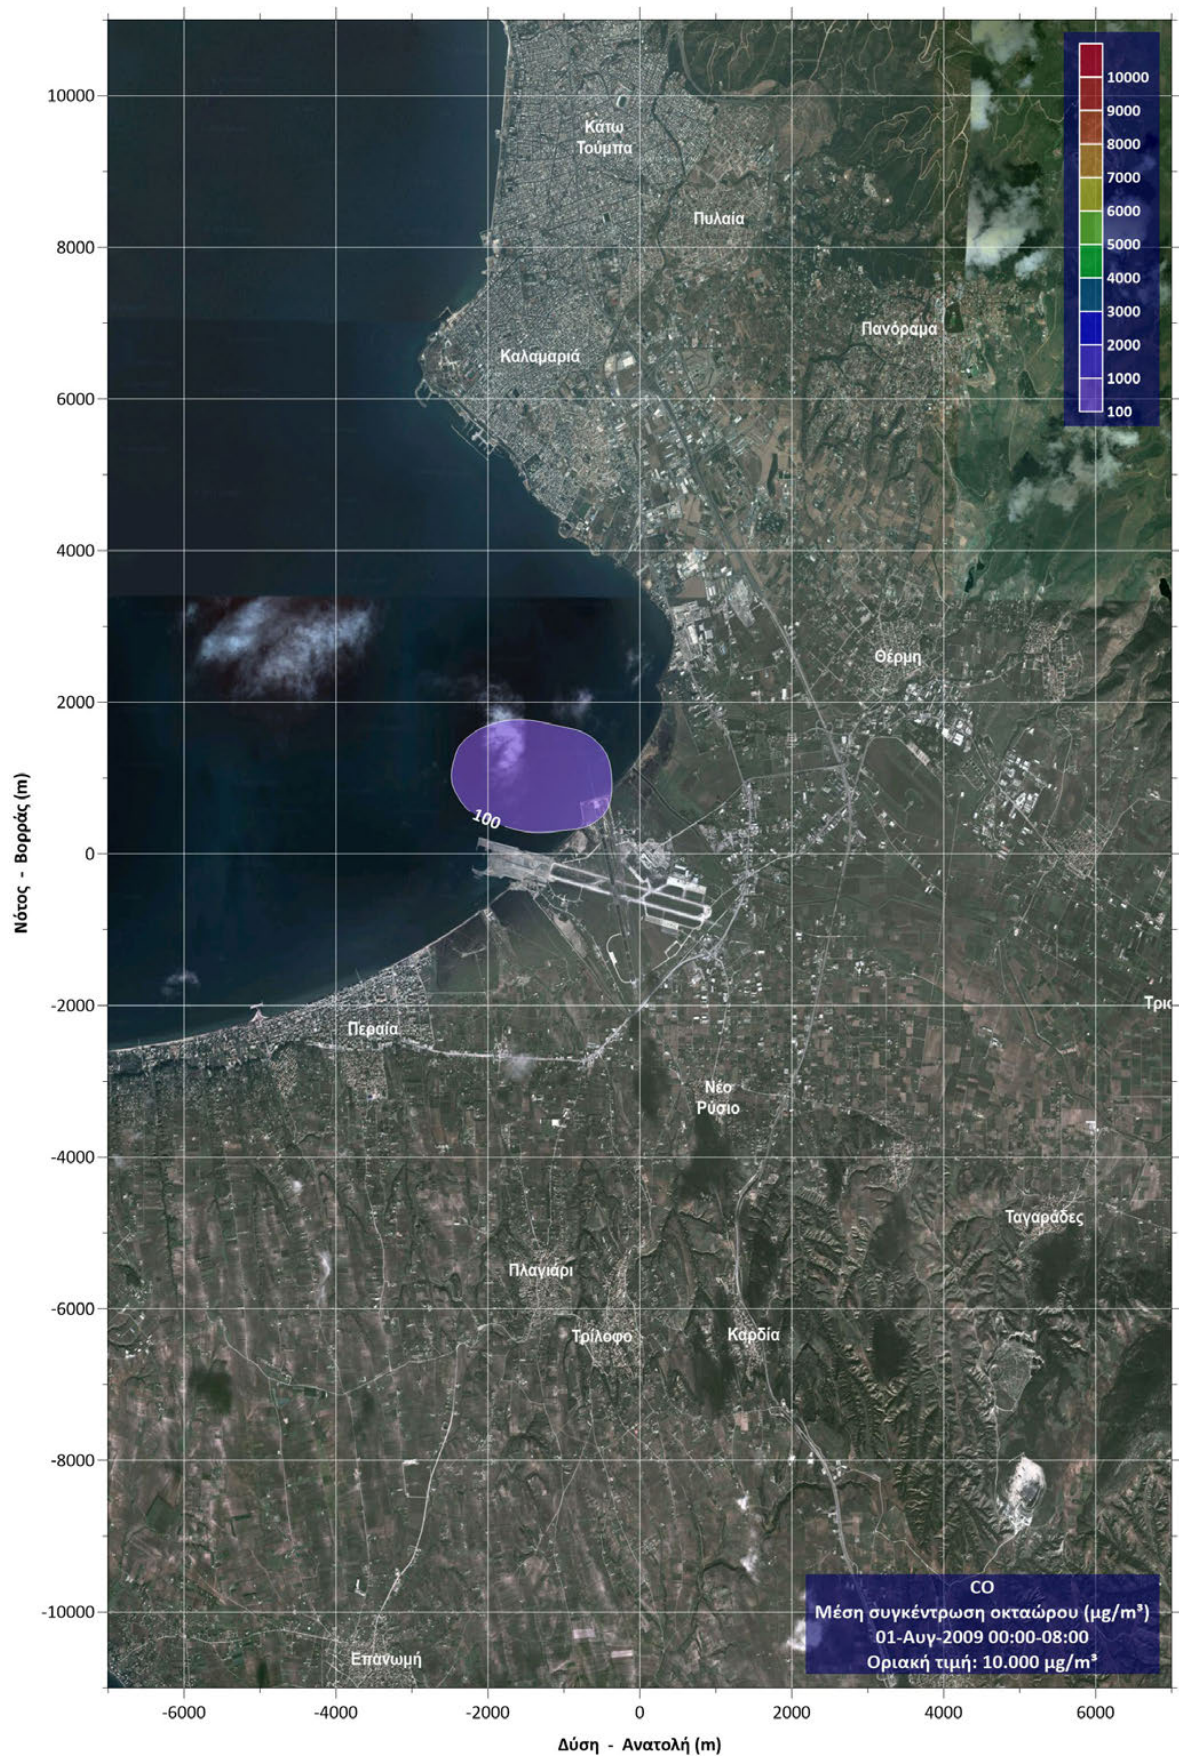 10000
9000
8000
7000
6000
5000
4000
3000
2000
1000
100
Κάτω
Τούμπα
Πυλαία
Πανόραμα
Καλαμαριά
Θέρμη
100
Περαία
Νέο
Ρύσιο
Ταγαράδες
Πλαγιάρι
Τρίλοφο
Καρδία
Επανωμή
CO
Μέση συγκέντρωση οκταώρου (μg/m³)
01-Αυγ-2009 00:00-08:00
Οριακή τιμή: 10.000 μg/m³
10000
8000
6000
4000
2000
0
-2000
-4000
-6000
-8000
-10000
Νότος - Βορράς (m)
-6000 -4000 -2000 0 2000 4000 6000
Δύση - Ανατολή (m)